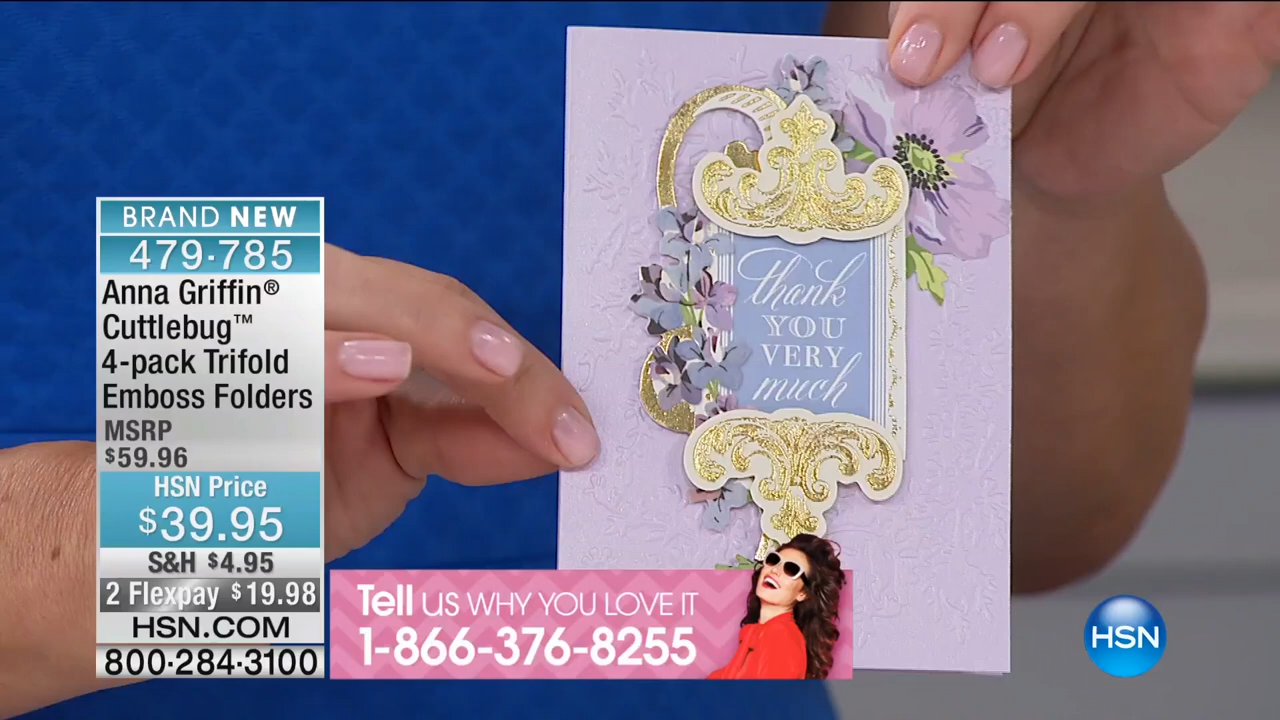 BRAND NEW
479·785
Anna Griffin®
Cuttlebug™
4-pack Trifold
Emboss Folders
MSRP
$59.96
HSN Price
$39.95
S&H $4.95
2 Flexpay $19.98
HSN.COM
800·284·3100
thank
YOU
VERY
much
Tell us WHY YOU LOVE IT
1-866-376-8255
HSN